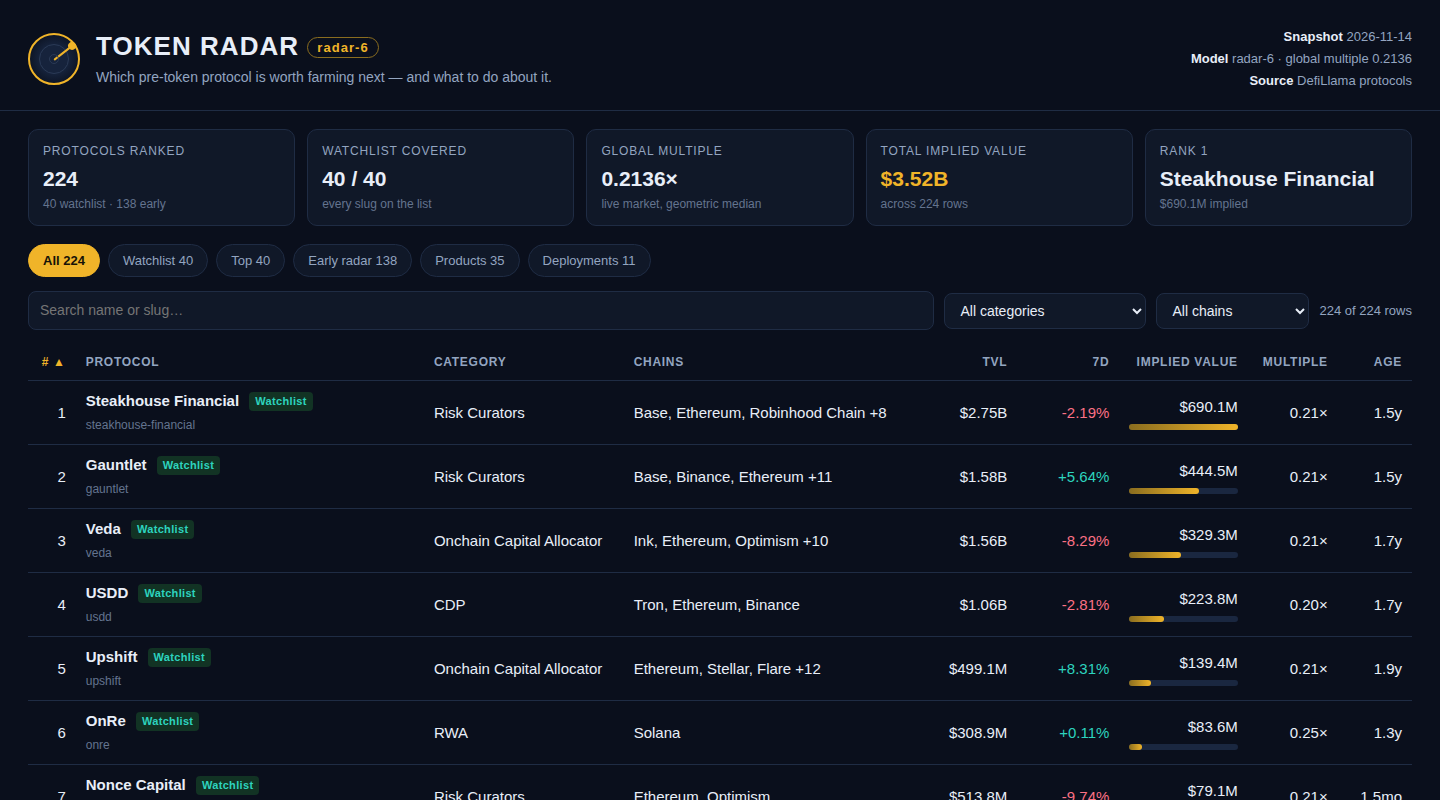 TOKEN RADAR radar-6
Which pre-token protocol is worth farming next — and what to do about it.
Snapshot 2026-11-14
Model radar-6 · global multiple 0.2136
Source DefiLlama protocols
PROTOCOLS RANKED
224
40 watchlist · 138 early
WATCHLIST COVERED
40 / 40
every slug on the list
GLOBAL MULTIPLE
0.2136×
live market, geometric median
TOTAL IMPLIED VALUE
$3.52B
across 224 rows
RANK 1
Steakhouse Financial
$690.1M implied
All 224 Watchlist 40 Top 40 Early radar 138 Products 35 Deployments 11
Search name or slug… All categories All chains 224 of 224 rows
# ▲ PROTOCOL CATEGORY CHAINS TVL 7D IMPLIED VALUE MULTIPLE AGE
1 Steakhouse Financial Watchlist Risk Curators Base, Ethereum, Robinhood Chain +8 $2.75B -2.19% $690.1M 0.21× 1.5y
steakhouse-financial
2 Gauntlet Watchlist Risk Curators Base, Binance, Ethereum +11 $1.58B +5.64% $444.5M 0.21× 1.5y
gauntlet
3 Veda Watchlist Onchain Capital Allocator Ink, Ethereum, Optimism +10 $1.56B -8.29% $329.3M 0.21× 1.7y
veda
4 USDD Watchlist CDP Tron, Ethereum, Binance $1.06B -2.81% $223.8M 0.20× 1.7y
usdd
5 Upshift Watchlist Onchain Capital Allocator Ethereum, Stellar, Flare +12 $499.1M +8.31% $139.4M 0.21× 1.9y
upshift
6 OnRe Watchlist RWA Solana $308.9M +0.11% $83.6M 0.25× 1.3y
onre
7 Nonce Capital Watchlist Risk Curators Ethereum, Optimism $513.8M -9.74% $79.1M 0.21× 1.5mo